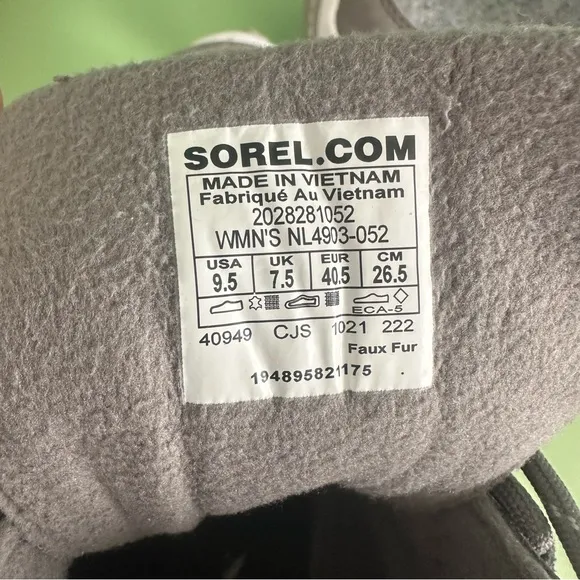 SOREL.COM
MADE IN VIETNAM
Fabriqué Au Vietnam
2028281052
WMN'S NL4903-052
USA UK EUR CM
9.5 7.5 40.5 26.5
ECA-5
40949 CJS 1021 222
Faux Fur
194895821175